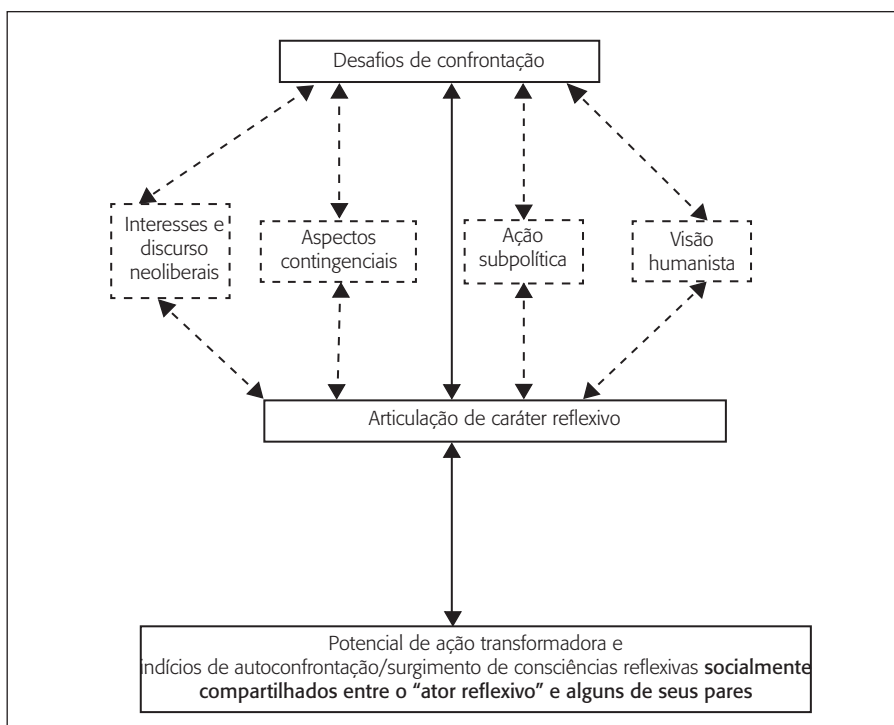 Desafios de confrontação
Interesses e
discurso
neoliberais
Aspectos
contingenciais
Ação
subpolítica
Visão
humanista
Articulação de caráter reflexivo
Potencial de ação transformadora e
indícios de autoconfrontação/surgimento de consciências reflexivas socialmente
compartilhados entre o “ator reflexivo” e alguns de seus pares